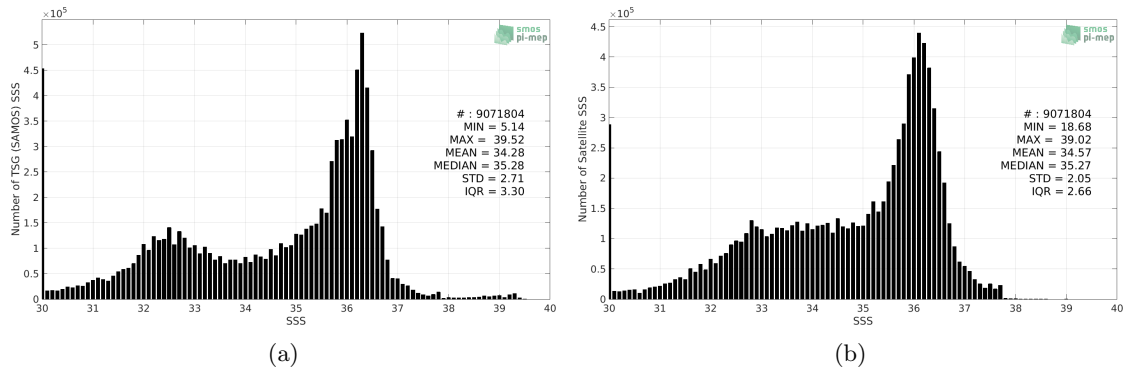 ×10⁵
smos
pi-mep
5
4.5
4
3.5
3
2.5
2
1.5
1
0.5
0
Number of TSG (SAMOS) SSS
# : 9071804
MIN = 5.14
MAX = 39.52
MEAN = 34.28
MEDIAN = 35.28
STD = 2.71
IQR = 3.30
30 31 32 33 34 35 36 37 38 39 40
SSS
(a)
×10⁵
smos
pi-mep
4.5
4
3.5
3
2.5
2
1.5
1
0.5
0
Number of Satellite SSS
# : 9071804
MIN = 18.68
MAX = 39.02
MEAN = 34.57
MEDIAN = 35.27
STD = 2.05
IQR = 2.66
30 31 32 33 34 35 36 37 38 39 40
SSS
(b)